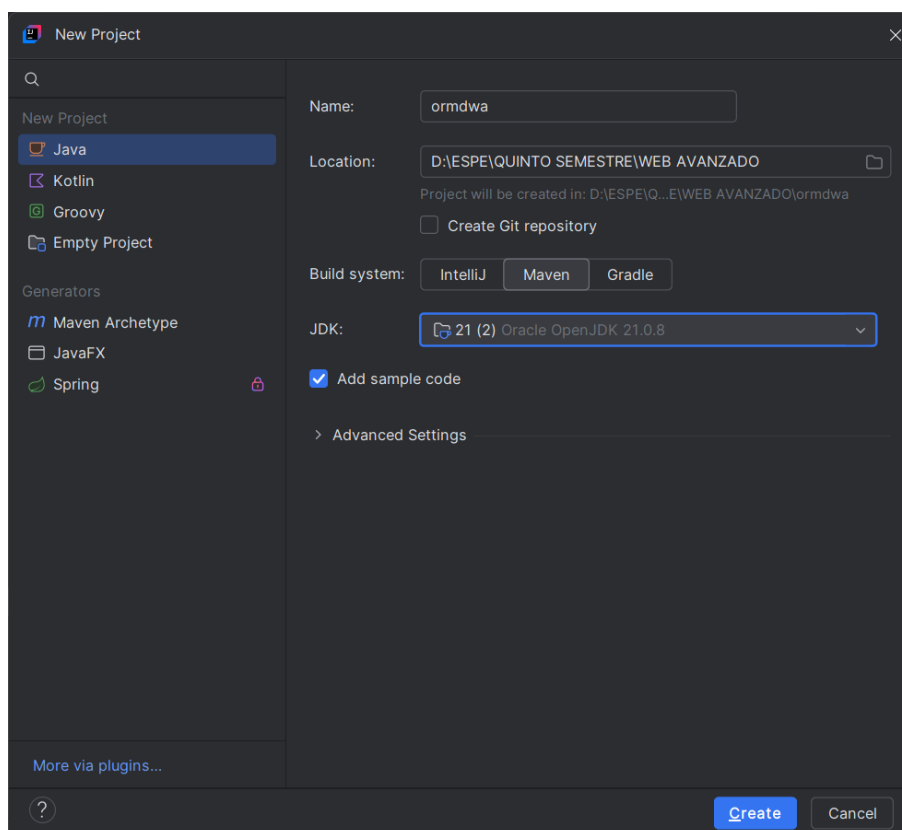 New Project
New Project
Java
Kotlin
Groovy
Empty Project
Generators
Maven Archetype
JavaFX
Spring
More via plugins...
Name: ormdwa
Location: D:\ESPE\QUINTO SEMESTRE\WEB AVANZADO
Project will be created in: D:\ESPE\Q...E\WEB AVANZADO\ormdwa
Create Git repository
Build system: IntelliJ Maven Gradle
JDK: 21 (2) Oracle OpenJDK 21.0.8
Add sample code
Advanced Settings
? Create Cancel